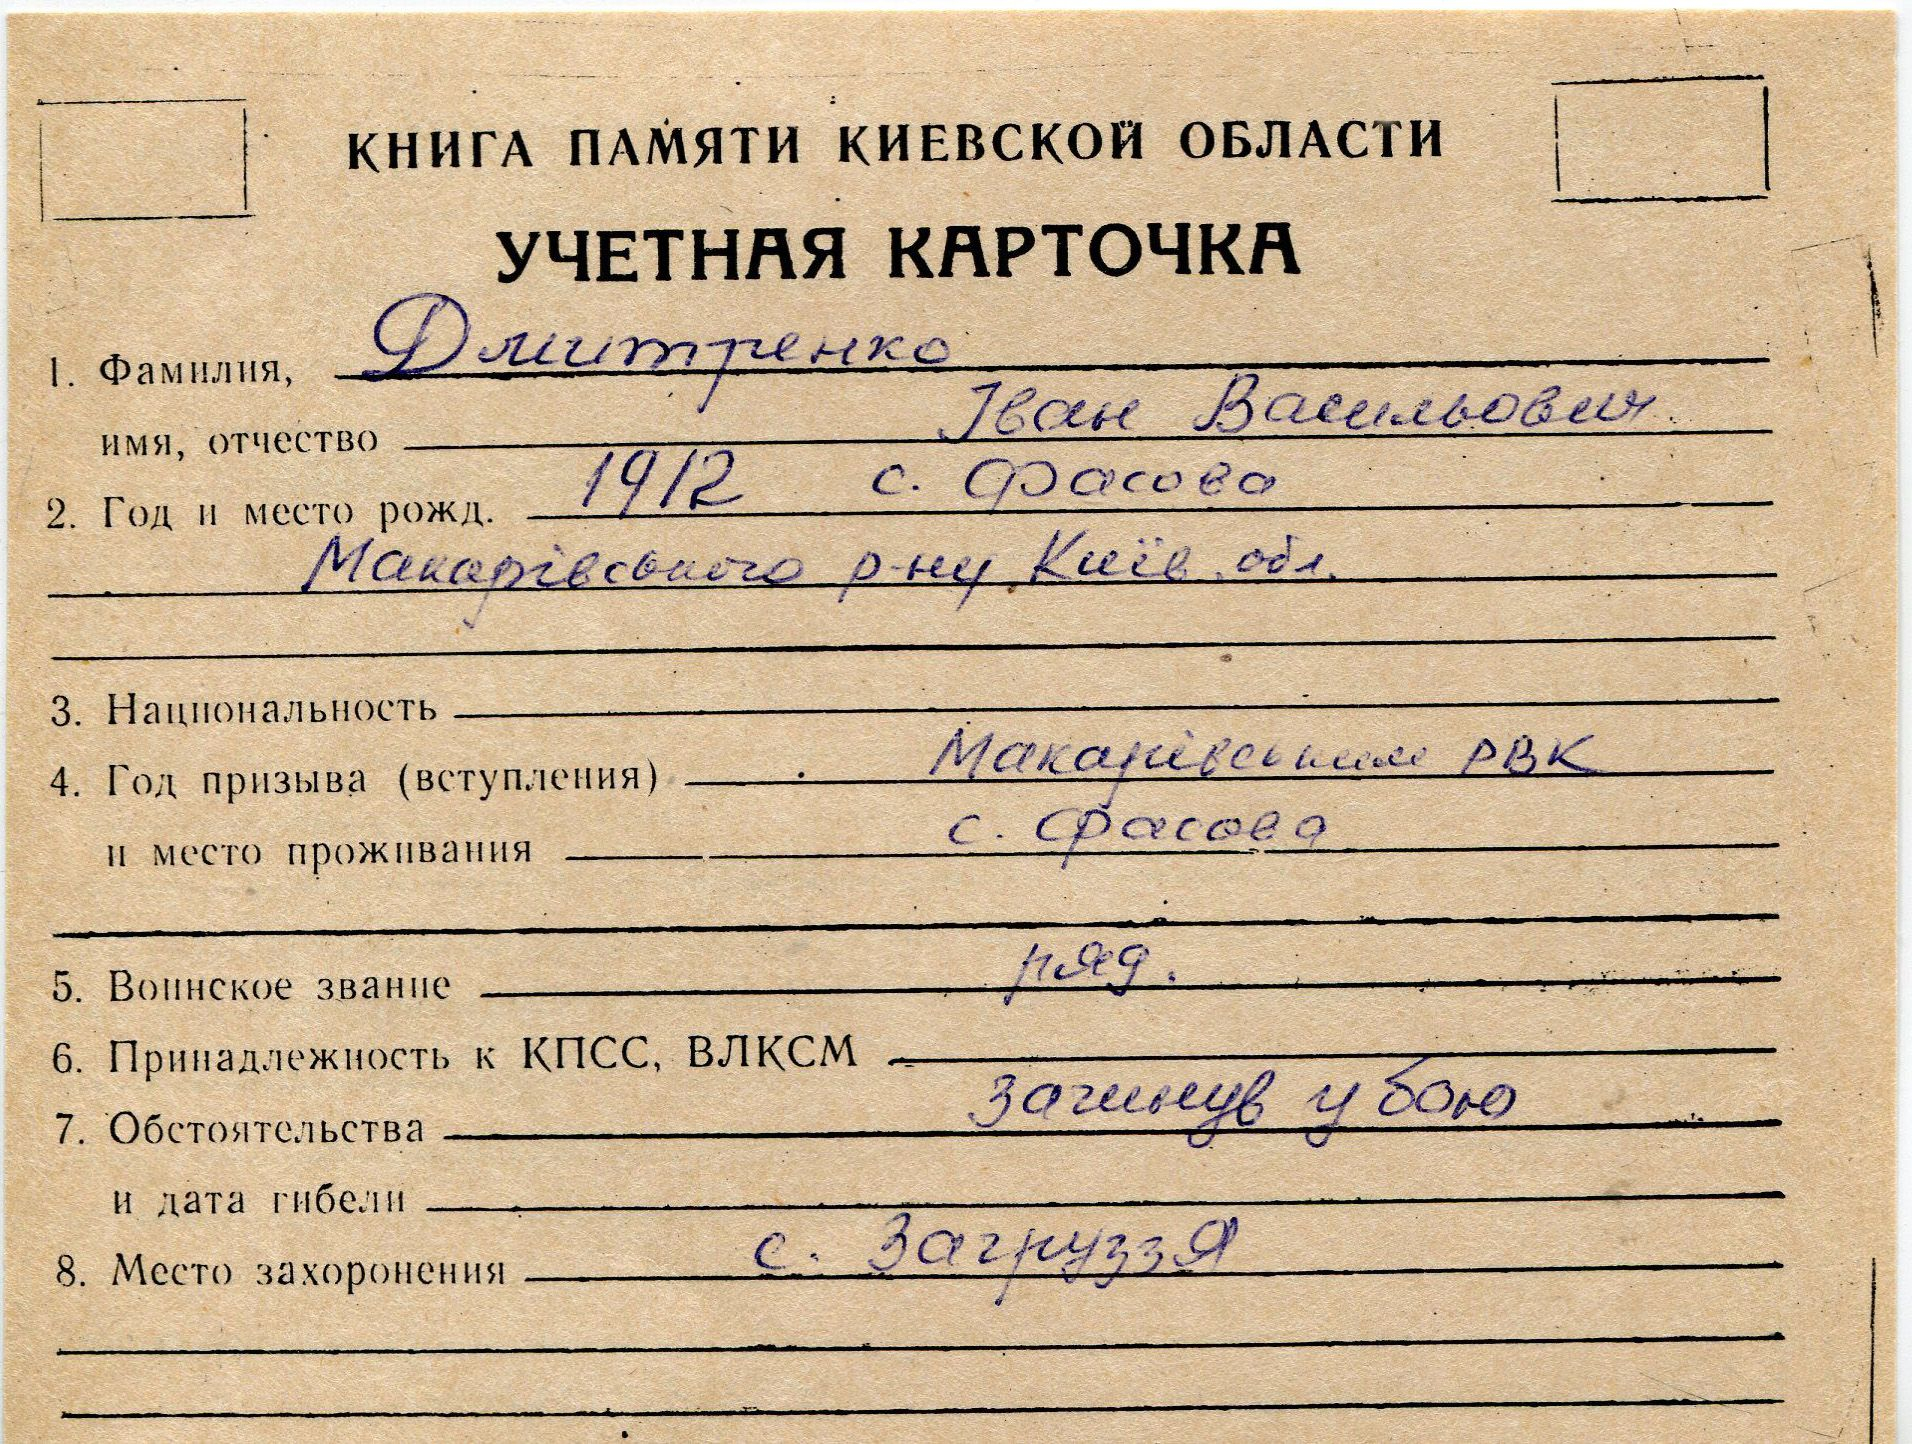 КНИГА ПАМЯТИ КИЕВСКОЙ ОБЛАСТИ
УЧЕТНАЯ КАРТОЧКА
1. Фамилия, Дмитренко
имя, отчество Іван Васильович.
2. Год и место рожд. 1912 с. Фасова
Макарівського р-ну Київ. обл.
3. Национальность
4. Год призыва (вступления) Макарівським РВК
и место проживания с. Фасова
5. Воинское звание ряд.
6. Принадлежность к КПСС, ВЛКСМ
7. Обстоятельства загинув у бою
и дата гибели
8. Место захоронения с. Загруззя